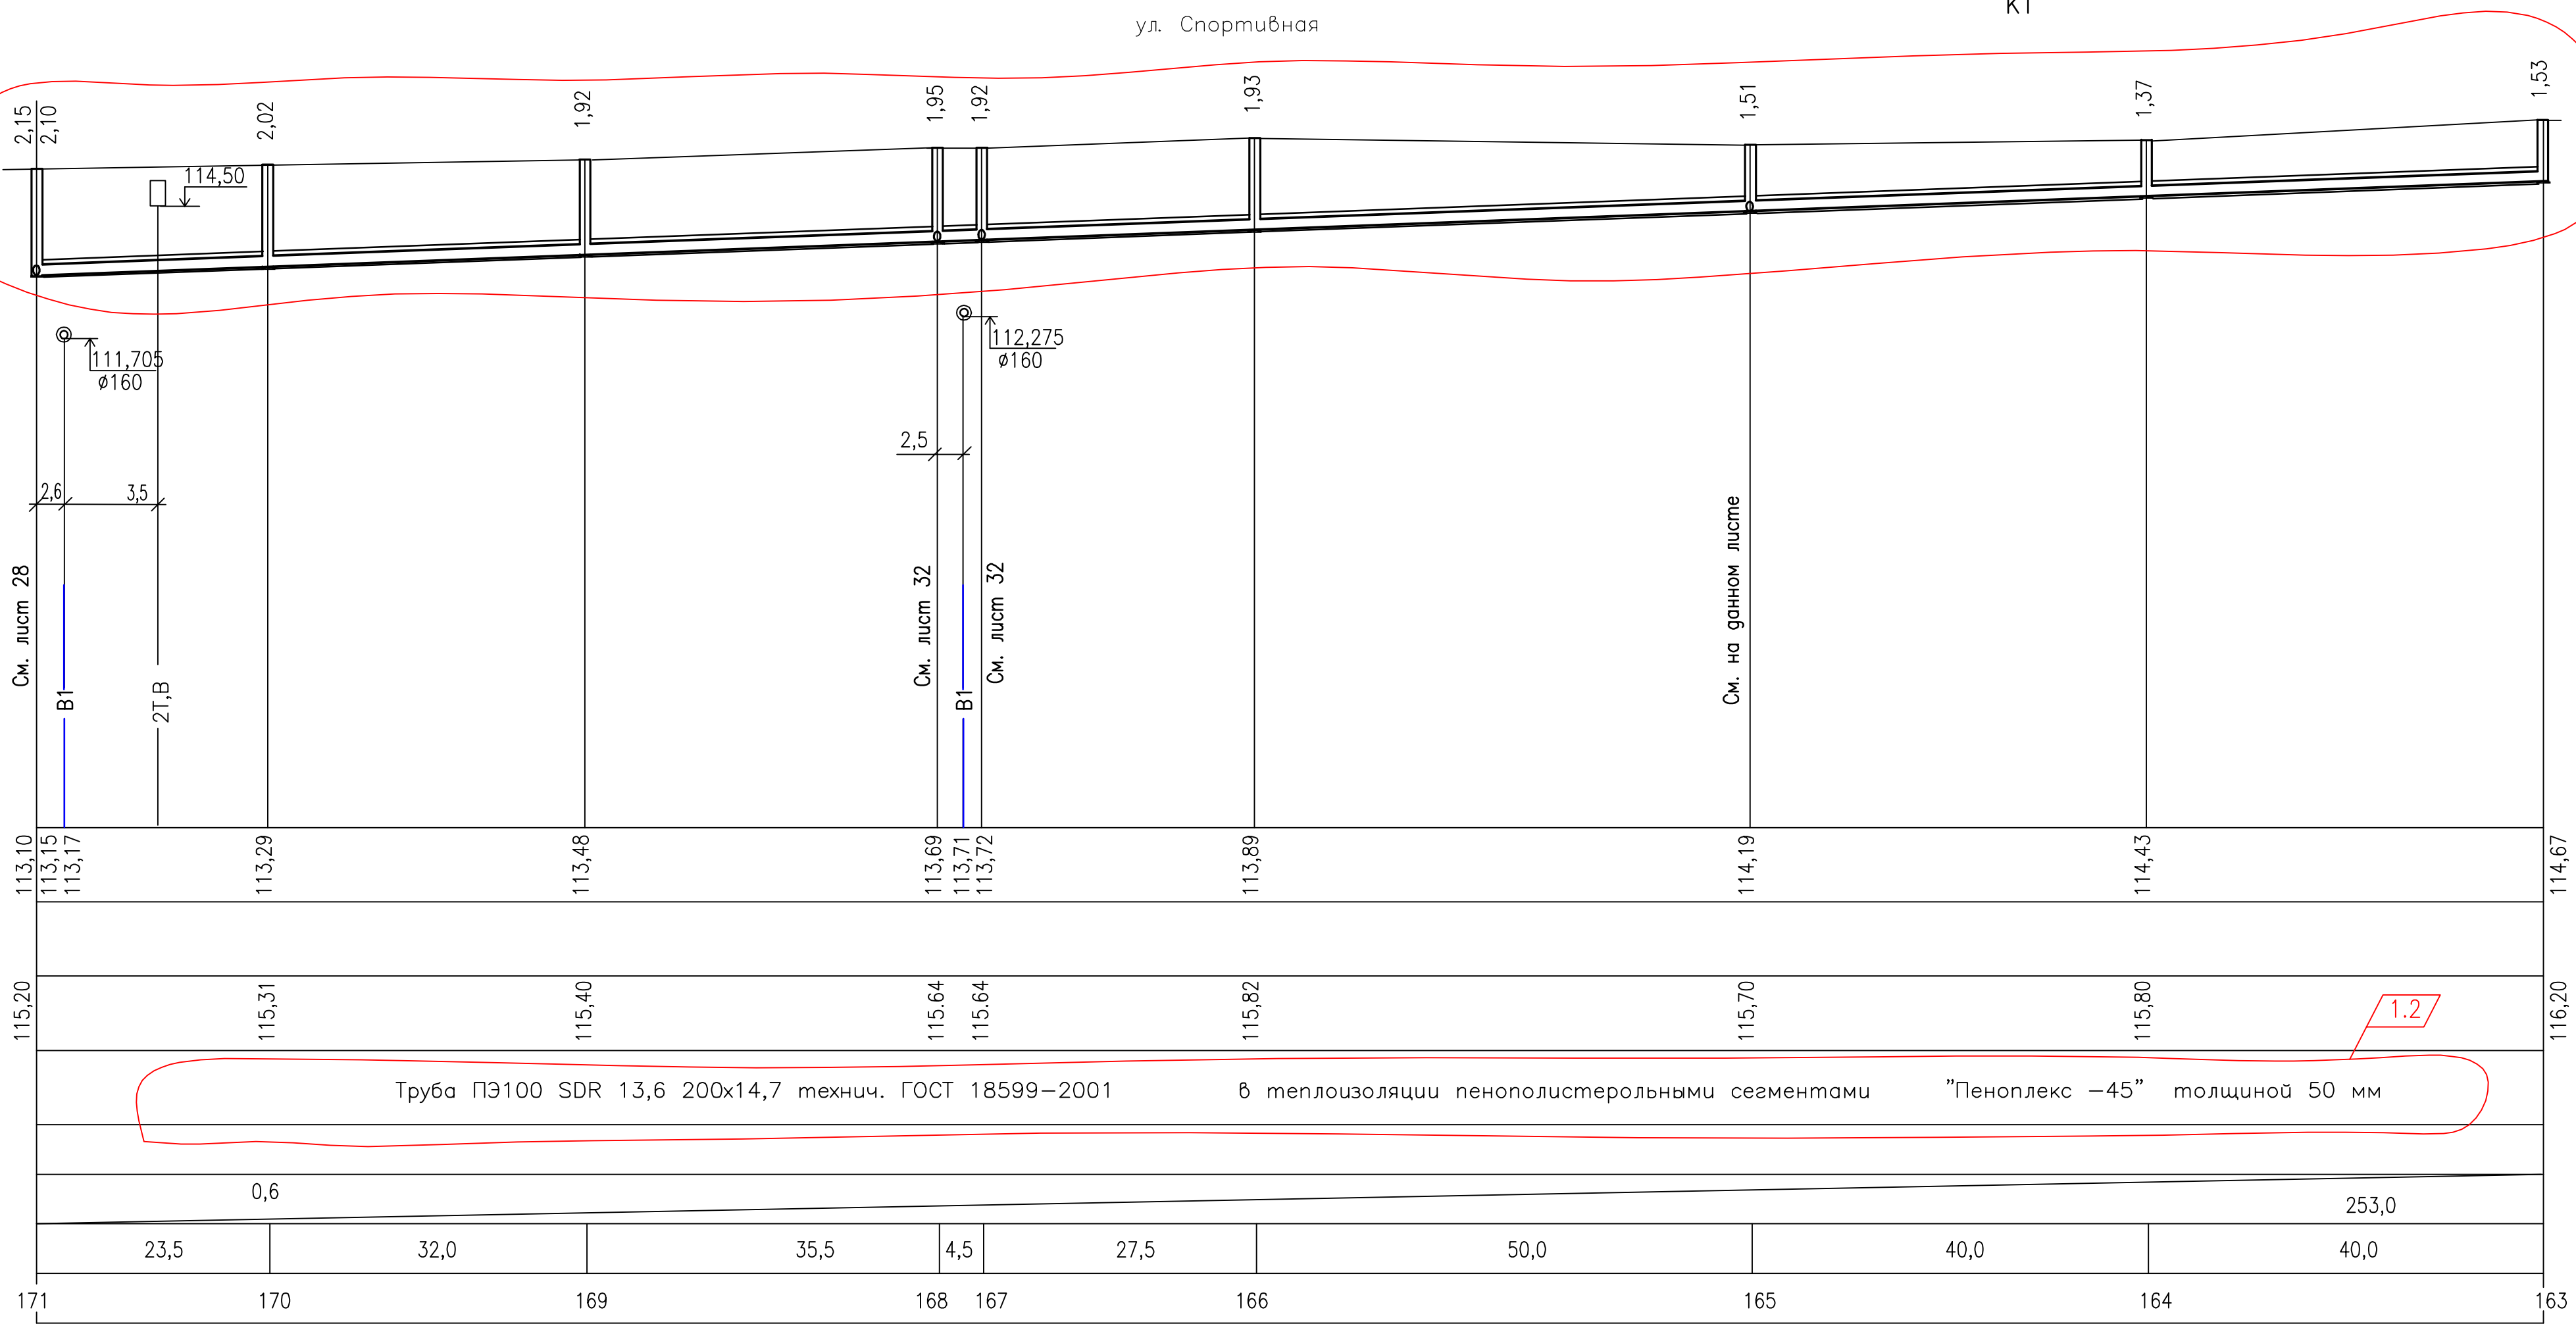 К1
ул. Спортивная
2,15
2,10
2,02
1,92
1,95
1,92
1,93
1,51
1,37
1,53
114,50
111,705
ø160
112,275
ø160
2,5
2,6
3,5
См. лист 28
В1
2Т,В
См. лист 32
В1
См. лист 32
См. на данном листе
113,10
113,15
113,17
113,29
113,48
113,69
113,71
113,72
113,89
114,19
114,43
114,67
115,20
115,31
115,40
115.64
115.64
115,82
115,70
115,80
116,20
1.2
Труба ПЭ100 SDR 13,6 200х14,7 технич. ГОСТ 18599-2001 в теплоизоляции пенополистерольными сегментами "Пеноплекс -45" толщиной 50 мм
0,6
253,0
23,5 32,0 35,5 4,5 27,5 50,0 40,0 40,0
171 170 169 168 167 166 165 164 163